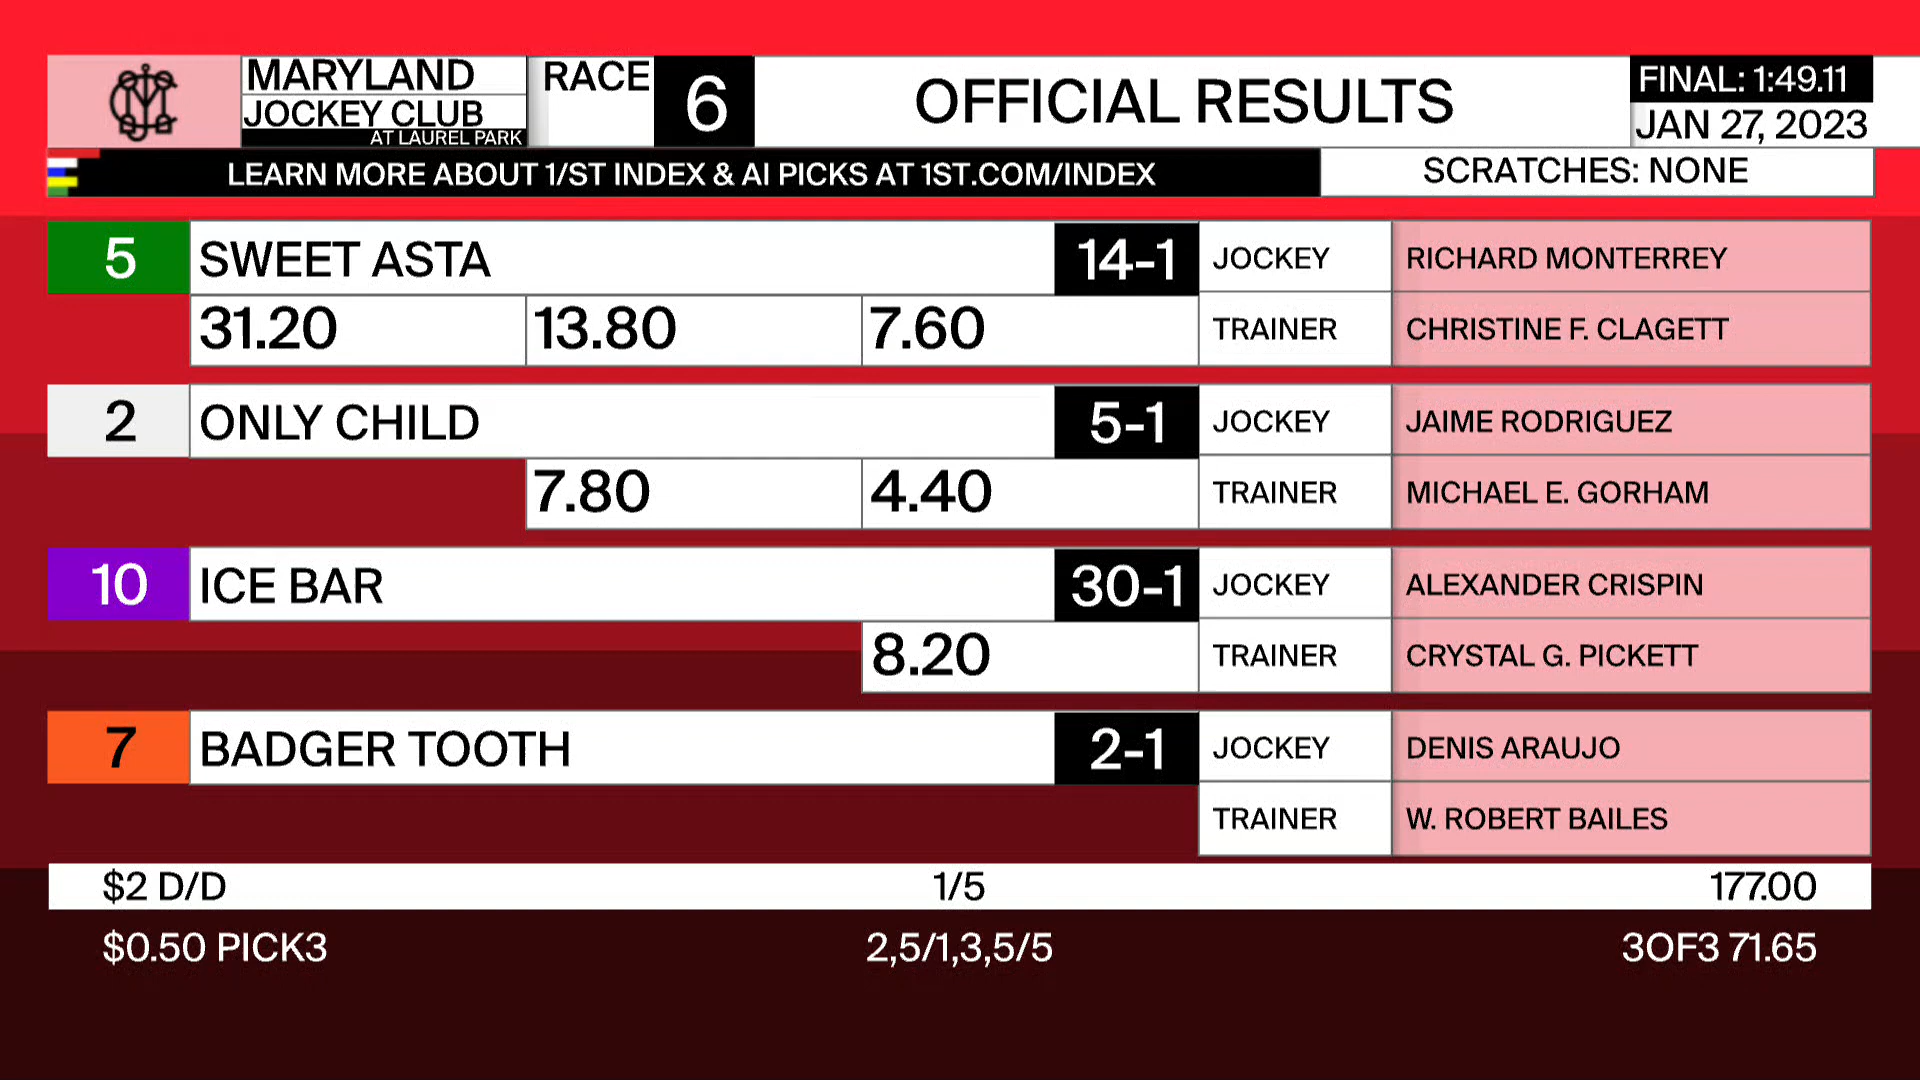 MARYLAND
JOCKEY CLUB
AT LAUREL PARK
RACE 6
OFFICIAL RESULTS
FINAL: 1:49.11
JAN 27, 2023
LEARN MORE ABOUT 1/ST INDEX & AI PICKS AT 1ST.COM/INDEX
SCRATCHES: NONE
5 SWEET ASTA 14-1 JOCKEY RICHARD MONTERREY
31.20 13.80 7.60 TRAINER CHRISTINE F. CLAGETT
2 ONLY CHILD 5-1 JOCKEY JAIME RODRIGUEZ
7.80 4.40 TRAINER MICHAEL E. GORHAM
10 ICE BAR 30-1 JOCKEY ALEXANDER CRISPIN
8.20 TRAINER CRYSTAL G. PICKETT
7 BADGER TOOTH 2-1 JOCKEY DENIS ARAUJO
TRAINER W. ROBERT BAILES
$2 D/D 1/5 177.00
$0.50 PICK3 2,5/1,3,5/5 3OF3 71.65